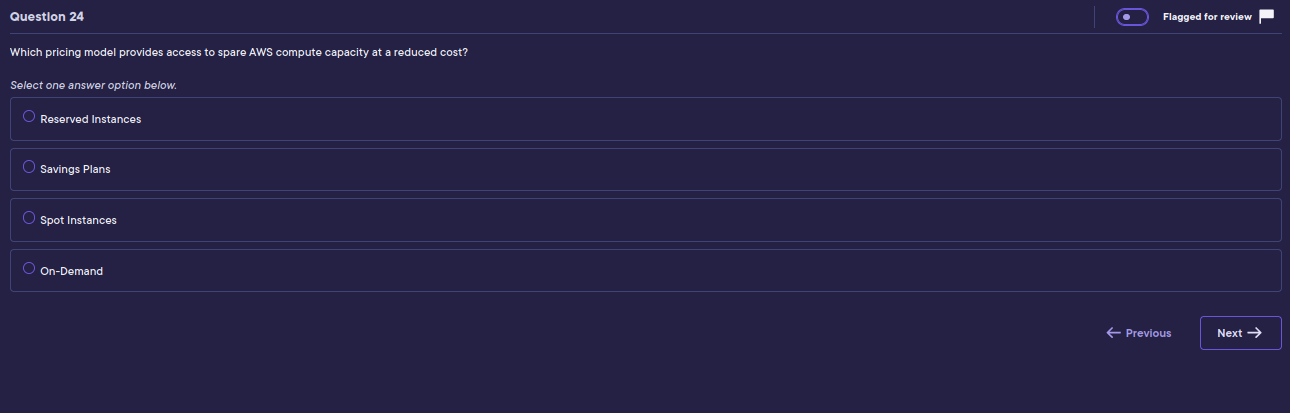 Question 24
Flagged for review
Which pricing model provides access to spare AWS compute capacity at a reduced cost?
Select one answer option below.
Reserved Instances
Savings Plans
Spot Instances
On-Demand
Previous
Next